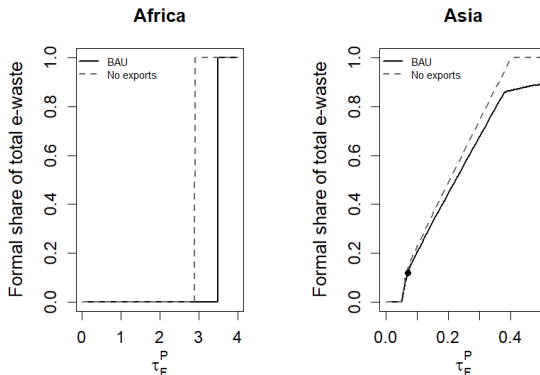 Africa
Formal share of total e-waste
1.0
0.8
0.6
0.4
0.2
0.0
BAU
No exports
0 1 2 3 4
τ_F^P
Asia
Formal share of total e-waste
1.0
0.8
0.6
0.4
0.2
0.0
BAU
No exports
0.0 0.2 0.4
τ_F^P